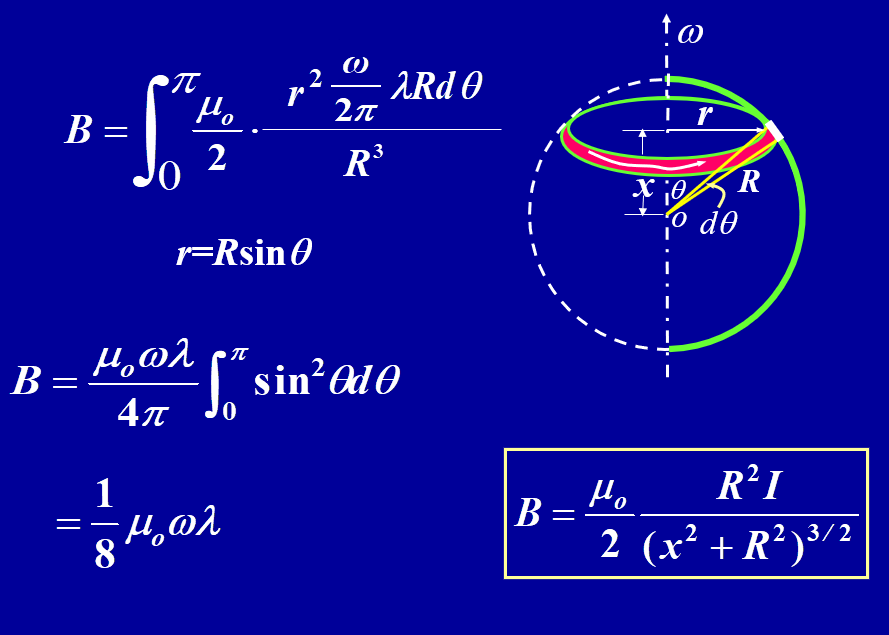 B = ∫₀^π μₒ/2 · (r² ω/2π λRdθ)/R³
r=Rsinθ
B = μₒωλ/4π ∫₀^π sin²θdθ
= 1/8 μₒωλ
ω
r
x
θ
R
o
dθ
B = μₒ/2 R²I/(x² + R²)^3/2